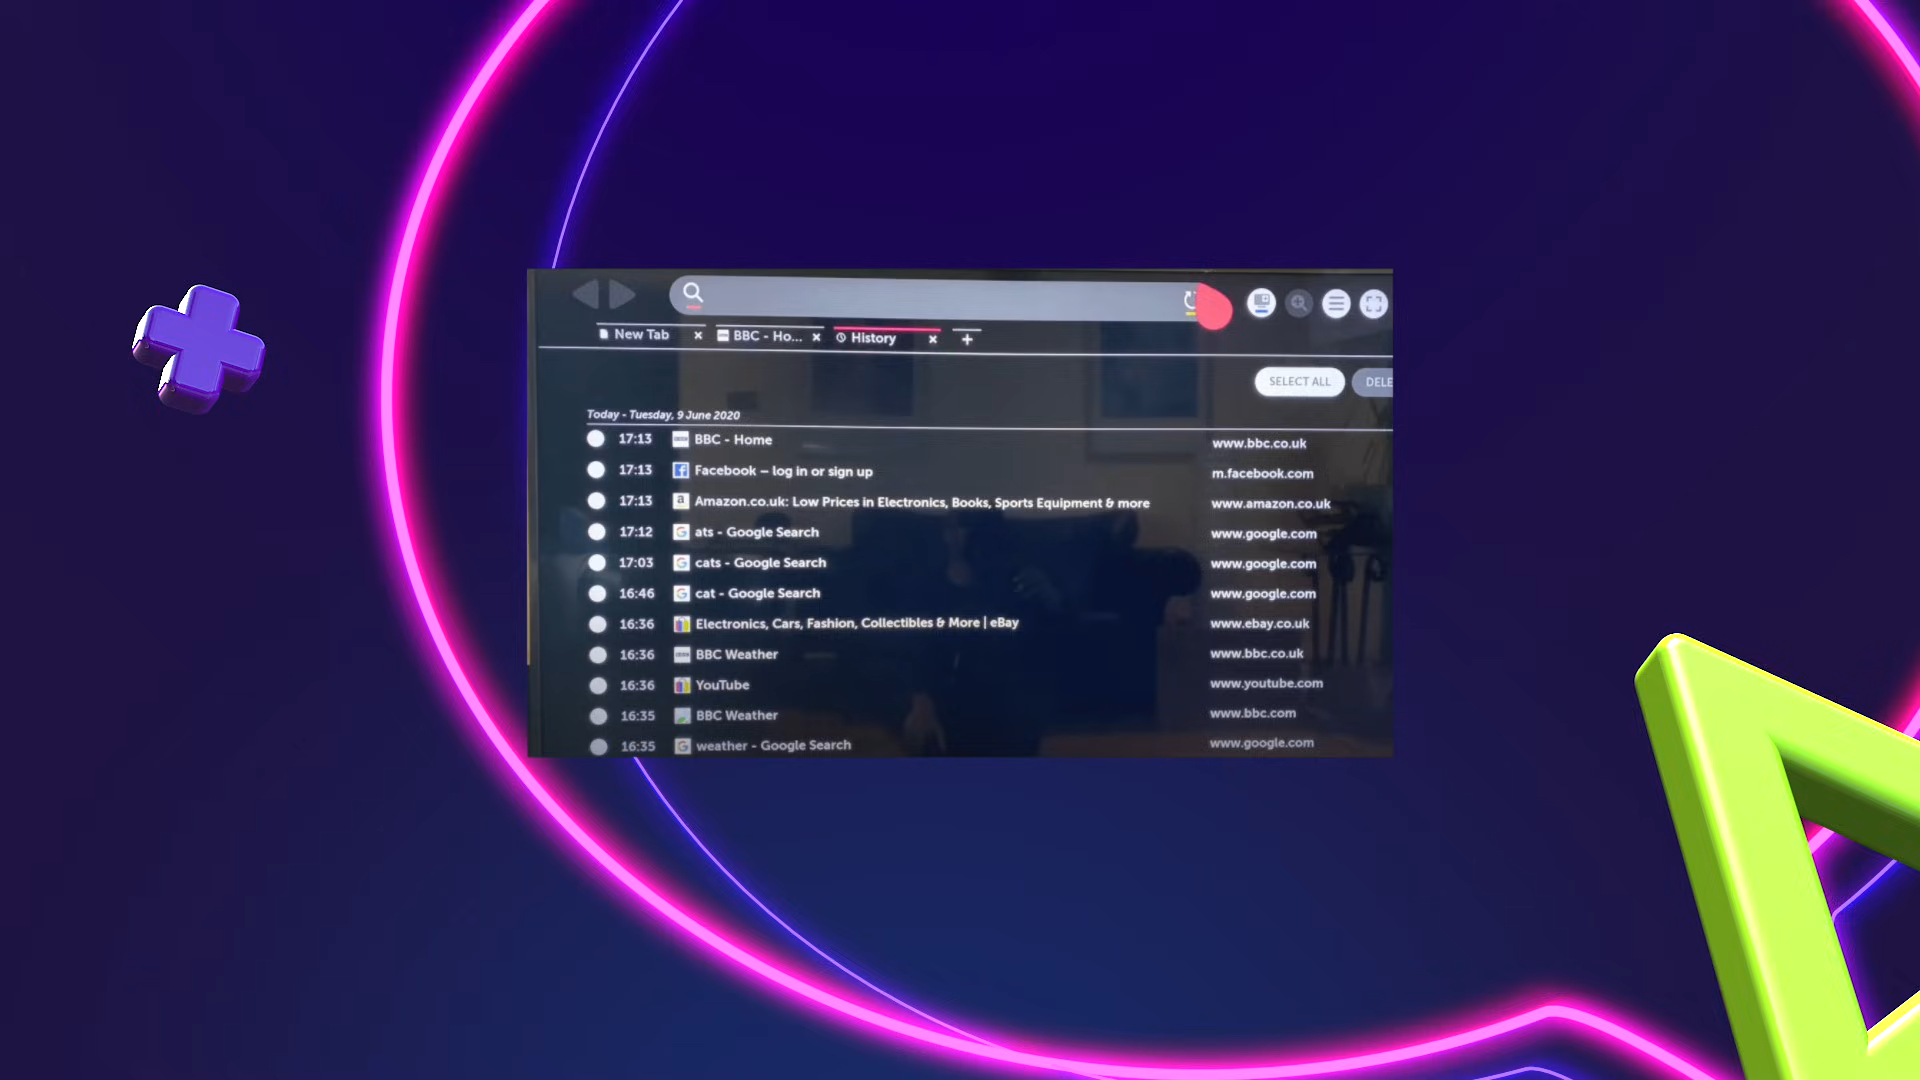 New Tab × BBC - Ho... × History × +
SELECT ALL DELE
Today - Tuesday, 9 June 2020
17:13 BBC - Home www.bbc.co.uk
17:13 Facebook – log in or sign up m.facebook.com
17:13 Amazon.co.uk: Low Prices in Electronics, Books, Sports Equipment & more www.amazon.co.uk
17:12 ats - Google Search www.google.com
17:03 cats - Google Search www.google.com
16:46 cat - Google Search www.google.com
16:36 Electronics, Cars, Fashion, Collectibles & More | eBay www.ebay.co.uk
16:36 BBC Weather www.bbc.co.uk
16:36 YouTube www.youtube.com
16:35 BBC Weather www.bbc.com
16:35 weather - Google Search www.google.com